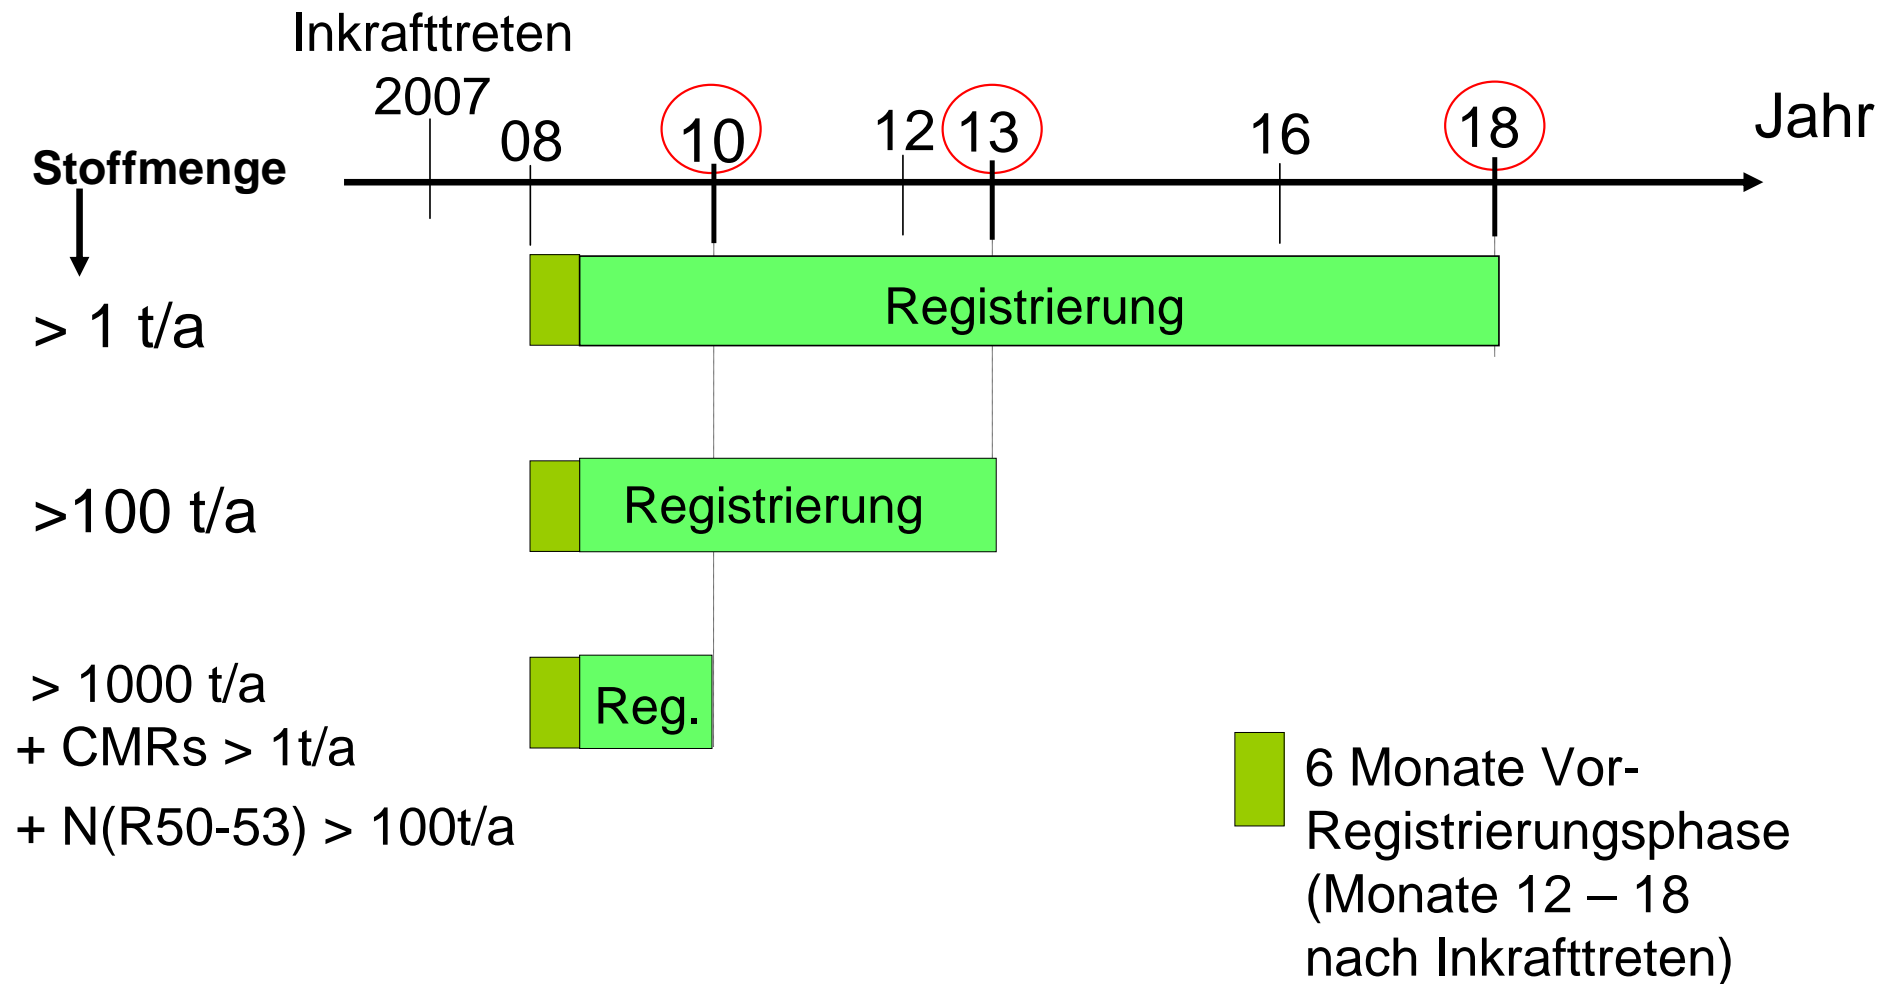 Inkrafttreten
2007
08
10
12
13
16
18
Jahr
Stoffmenge
> 1 t/a
Registrierung
>100 t/a
Registrierung
> 1000 t/a
+ CMRs > 1t/a
+ N(R50-53) > 100t/a
Reg.
6 Monate Vor-
Registrierungsphase
(Monate 12 – 18
nach Inkrafttreten)